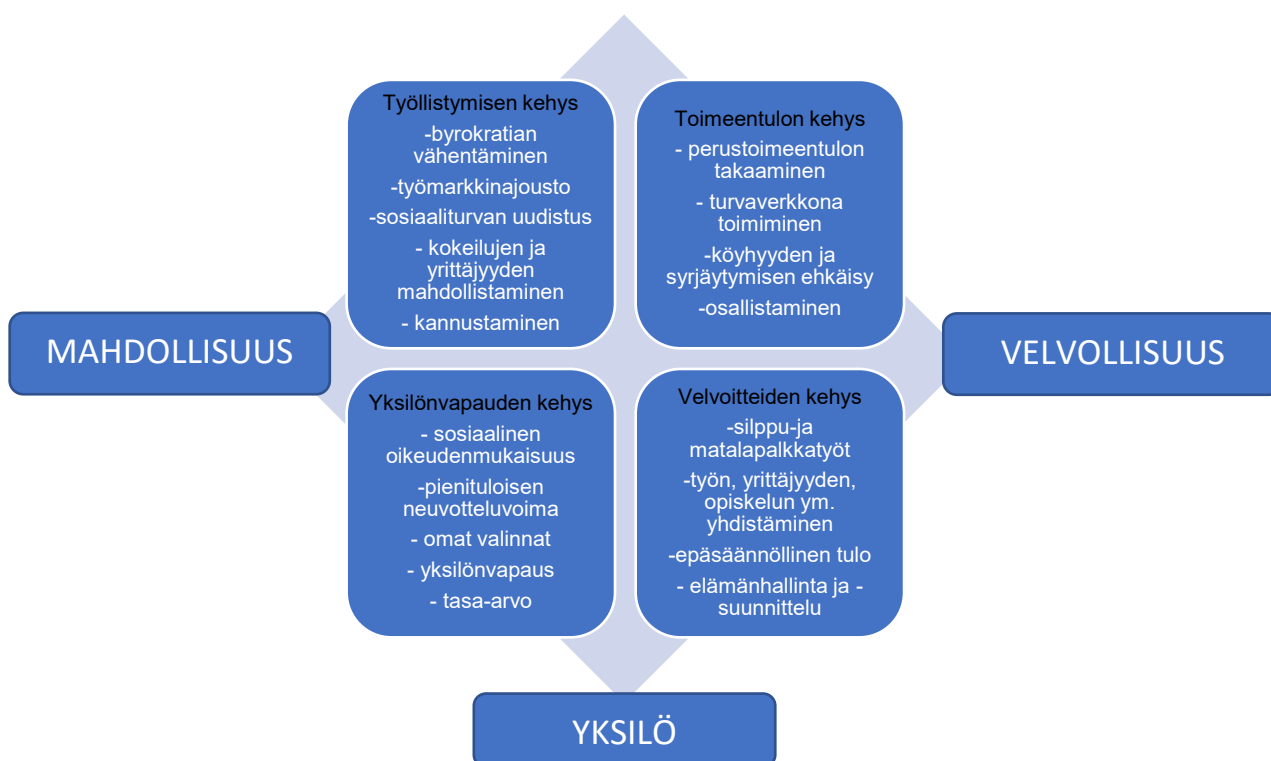 Työllistymisen kehys
-byrokratian
vähentäminen
-työmarkkinajousto
-sosiaaliturvan uudistus
- kokeilujen ja
yrittäjyyden
mahdollistaminen
- kannustaminen
Toimeentulon kehys
- perustoimeentulon
takaaminen
- turvaverkkona
toimiminen
-köyhyyden ja
syrjäytymisen ehkäisy
-osallistaminen
MAHDOLLISUUS
VELVOLLISUUS
Yksilönvapauden kehys
- sosiaalinen
oikeudenmukaisuus
-pienituloisen
neuvotteluvoima
- omat valinnat
- yksilönvapaus
- tasa-arvo
Velvoitteiden kehys
-silppu-ja
matalapalkkatyöt
-työn, yrittäjyyden,
opiskelun ym.
yhdistäminen
-epäsäännöllinen tulo
- elämänhallinta ja -
suunnittelu
YKSILÖ